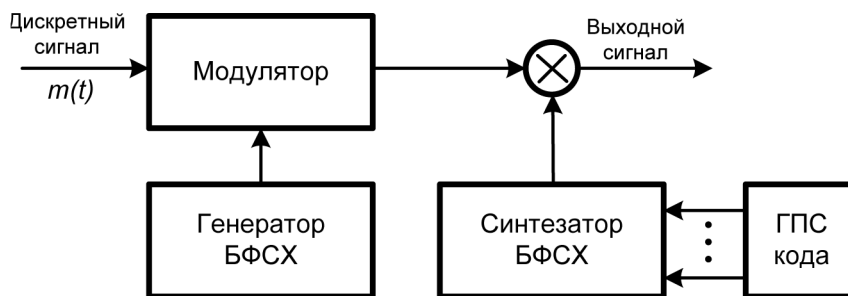 Дискретный
сигнал
m(t)
Модулятор
Выходной
сигнал
Генератор
БФСХ
Синтезатор
БФСХ
ГПС
кода